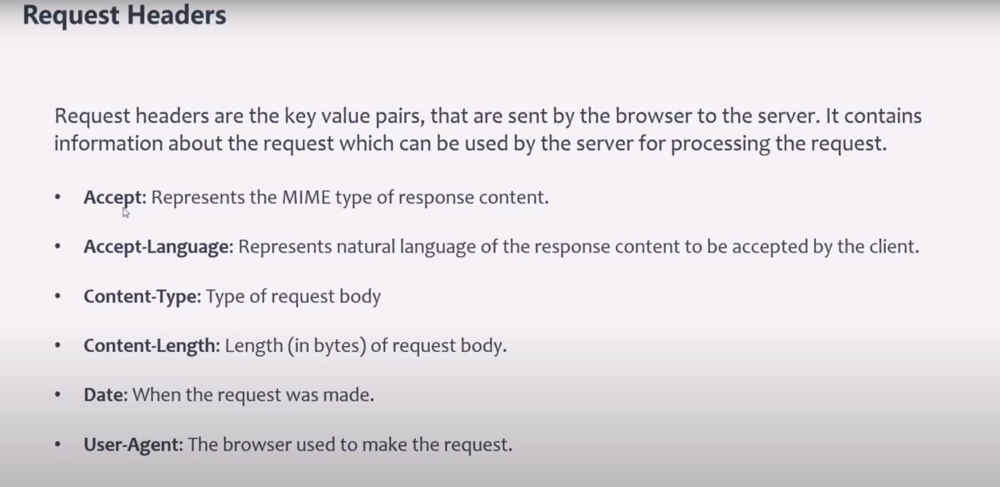 Request Headers
Request headers are the key value pairs, that are sent by the browser to the server. It contains
information about the request which can be used by the server for processing the request.
• Accept: Represents the MIME type of response content.
• Accept-Language: Represents natural language of the response content to be accepted by the client.
• Content-Type: Type of request body
• Content-Length: Length (in bytes) of request body.
• Date: When the request was made.
• User-Agent: The browser used to make the request.